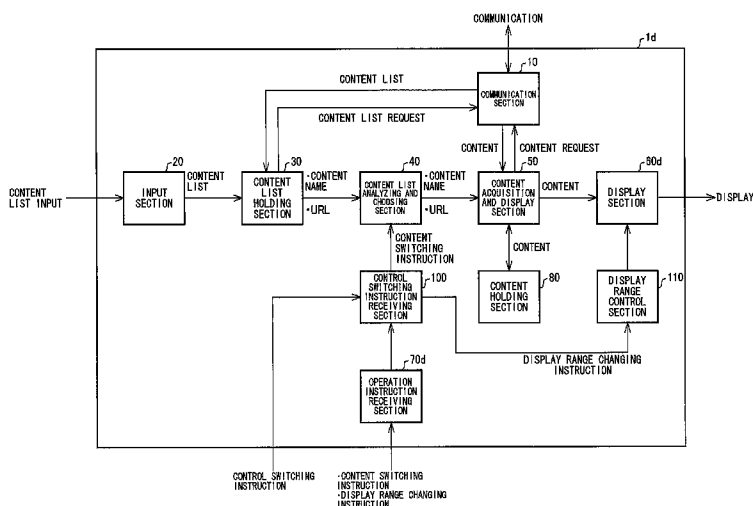 COMMUNICATION
1d
10
CONTENT LIST
COMMUNICATION
SECTION
CONTENT LIST REQUEST
CONTENT
CONTENT REQUEST
20
30
40
50
60d
CONTENT
LIST INPUT
INPUT
SECTION
CONTENT
LIST
CONTENT
LIST
HOLDING
SECTION
·CONTENT
NAME
·URL
CONTENT LIST
ANALYZING AND
CHOOSING
SECTION
·CONTENT
NAME
·URL
CONTENT
ACQUISITION
AND DISPLAY
SECTION
CONTENT
DISPLAY
SECTION
DISPLAY
CONTENT
SWITCHING
INSTRUCTION
CONTENT
100
80
110
CONTROL
SWITCHING
INSTRUCTION
RECEIVING
SECTION
CONTENT
HOLDING
SECTION
DISPLAY
RANGE
CONTROL
SECTION
DISPLAY RANGE CHANGING
INSTRUCTION
70d
OPERATION
INSTRUCTION
RECEIVING
SECTION
CONTROL SWITCHING
INSTRUCTION
·CONTENT SWITCHING
INSTRUCTION
·DISPLAY RANGE CHANGING
INSTRUCTION